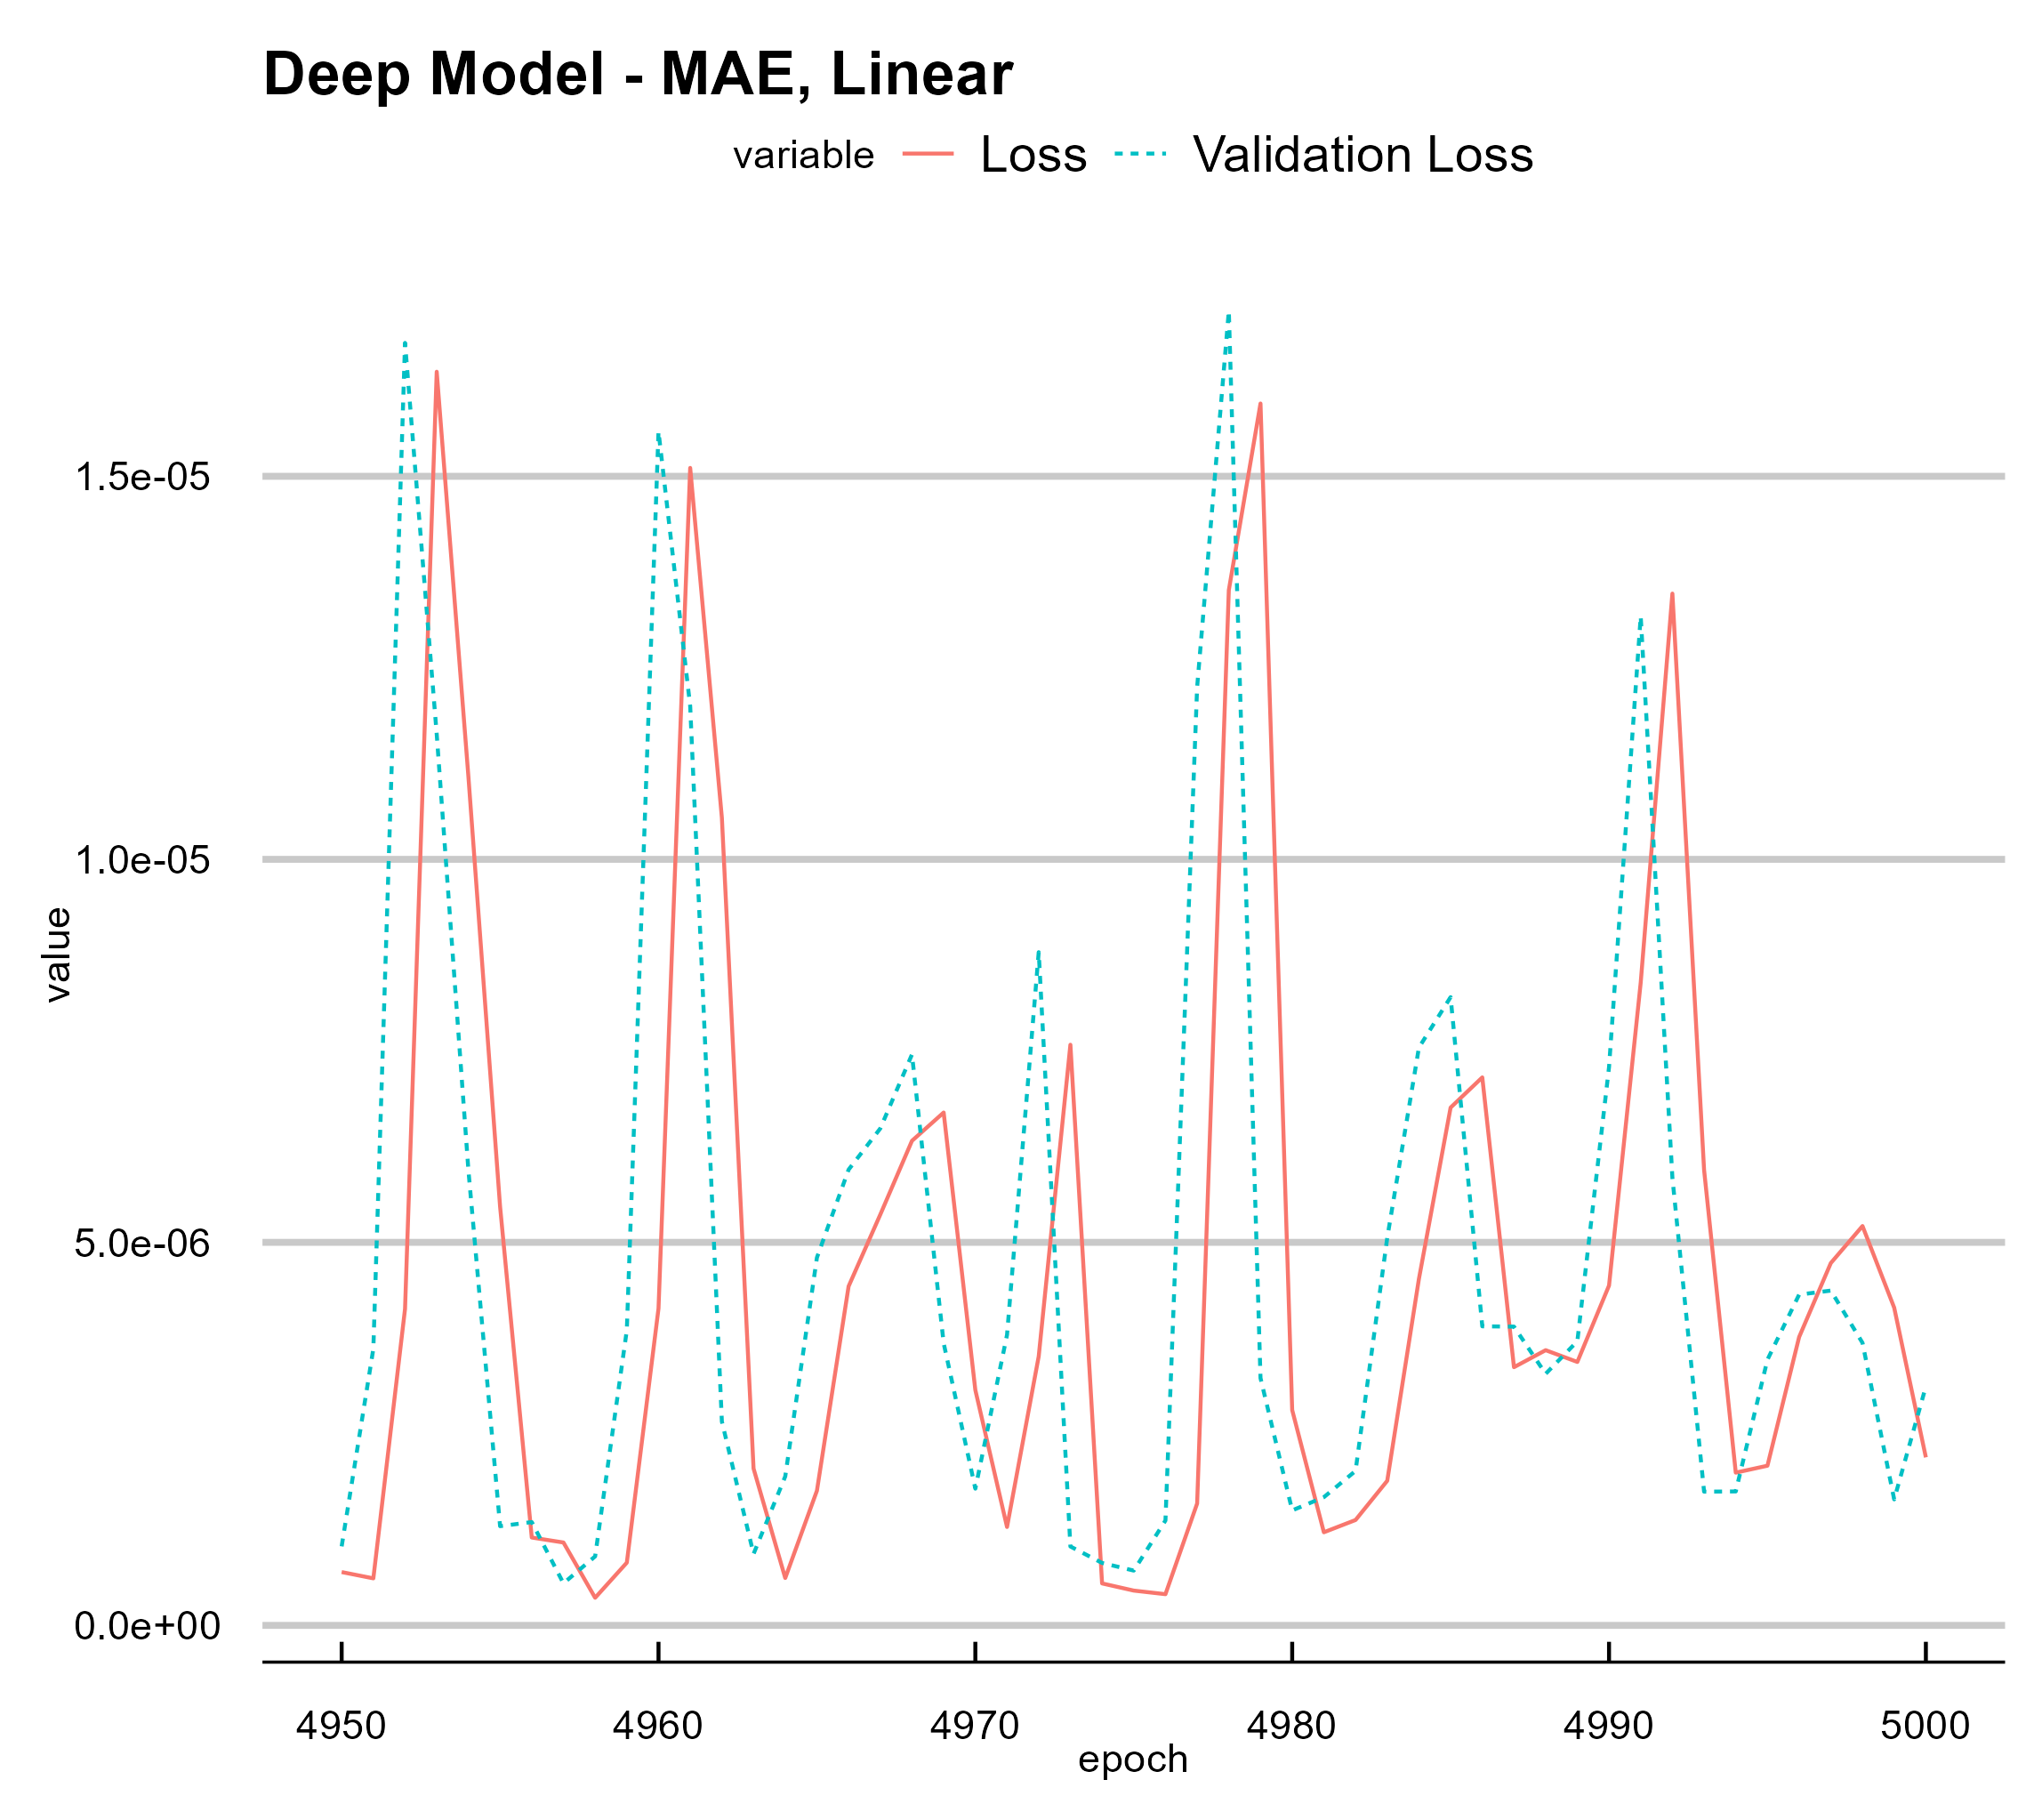 Deep Model - MAE, Linear
variable Loss Validation Loss
1.5e-05
1.0e-05
5.0e-06
0.0e+00
value
4950 4960 4970 4980 4990 5000
epoch